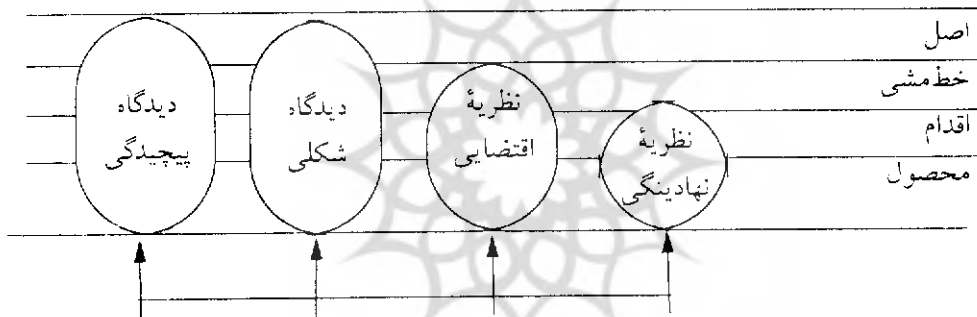 اصل
خط‌مشی
اقدام
محصول
نظریهٔ
نهادینگی
نظریهٔ
اقتضایی
دیدگاه
شکلی
دیدگاه
پیچیدگی